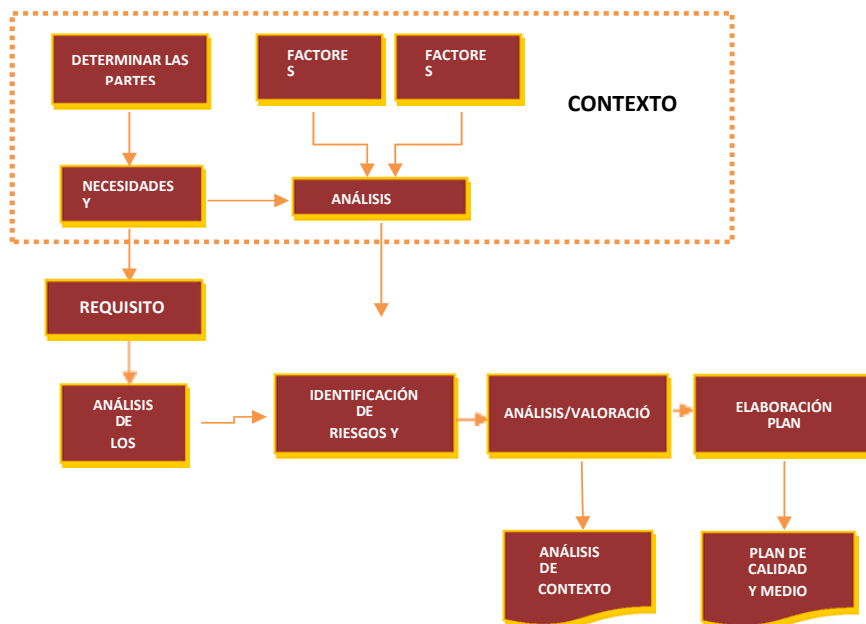 DETERMINAR LAS
PARTES
FACTORE
S
FACTORE
S
CONTEXTO
NECESIDADES
Y
ANÁLISIS
REQUISITO
ANÁLISIS
DE
LOS
IDENTIFICACIÓN
DE
RIESGOS Y
ANÁLISIS/VALORACIÓ
ELABORACIÓN
PLAN
ANÁLISIS
DE
CONTEXTO
PLAN DE
CALIDAD
Y MEDIO